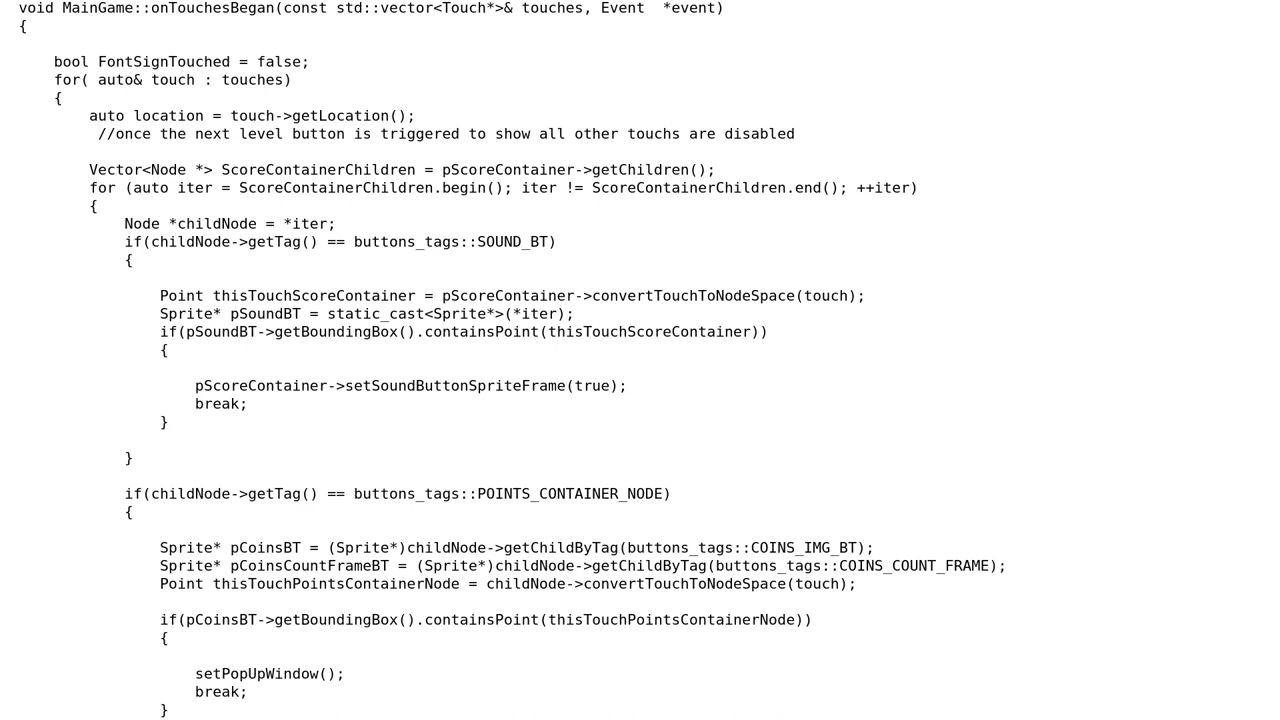 void MainGame::onTouchesBegan(const std::vector<Touch*>& touches, Event  *event)
{
bool FontSignTouched = false;
for( auto& touch : touches)
{
auto location = touch->getLocation();
//once the next level button is triggered to show all other touchs are disabled
Vector<Node *> ScoreContainerChildren = pScoreContainer->getChildren();
for (auto iter = ScoreContainerChildren.begin(); iter != ScoreContainerChildren.end(); ++iter)
{
Node *childNode = *iter;
if(childNode->getTag() == buttons_tags::SOUND_BT)
{
Point thisTouchScoreContainer = pScoreContainer->convertTouchToNodeSpace(touch);
Sprite* pSoundBT = static_cast<Sprite*>(*iter);
if(pSoundBT->getBoundingBox().containsPoint(thisTouchScoreContainer))
{
pScoreContainer->setSoundButtonSpriteFrame(true);
break;
}
}
if(childNode->getTag() == buttons_tags::POINTS_CONTAINER_NODE)
{
Sprite* pCoinsBT = (Sprite*)childNode->getChildByTag(buttons_tags::COINS_IMG_BT);
Sprite* pCoinsCountFrameBT = (Sprite*)childNode->getChildByTag(buttons_tags::COINS_COUNT_FRAME);
Point thisTouchPointsContainerNode = childNode->convertTouchToNodeSpace(touch);
if(pCoinsBT->getBoundingBox().containsPoint(thisTouchPointsContainerNode))
{
setPopUpWindow();
break;
}